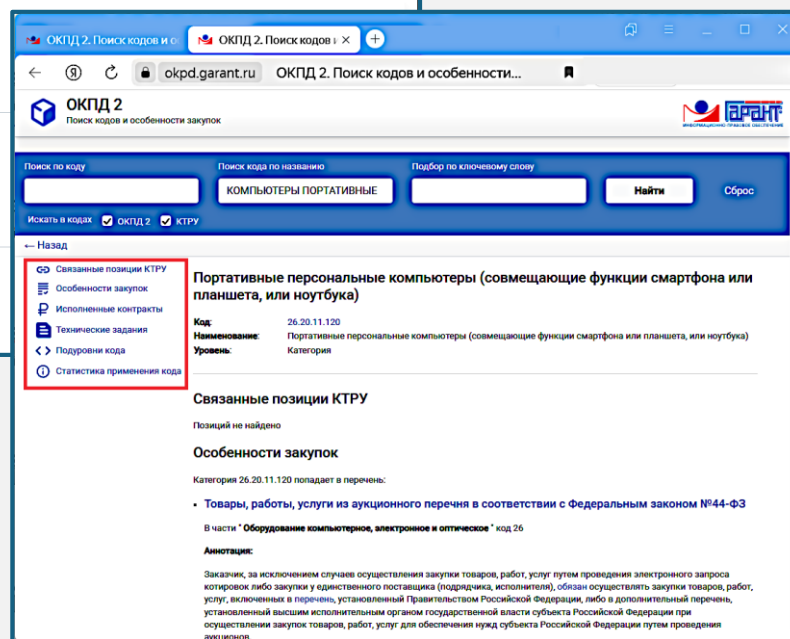 ОКПД 2. Поиск кодов и о
ОКПД 2. Поиск кодов и
okpd.garant.ru ОКПД 2. Поиск кодов и особенности...
ОКПД 2
Поиск кодов и особенности закупок
ГАРАНТ
ИНФОРМАЦИОННО-ПРАВОВОЕ ОБЕСПЕЧЕНИЕ
Поиск по коду Поиск кода по названию Подбор по ключевому слову
КОМПЬЮТЕРЫ ПОРТАТИВНЫЕ Найти Сброс
Искать в кодах ОКПД 2 КТРУ
← Назад
Связанные позиции КТРУ
Особенности закупок
Исполненные контракты
Технические задания
Подуровни кода
Статистика применения кода
Портативные персональные компьютеры (совмещающие функции смартфона или
планшета, или ноутбука)
Код: 26.20.11.120
Наименование: Портативные персональные компьютеры (совмещающие функции смартфона или планшета, или ноутбука)
Уровень: Категория
Связанные позиции КТРУ
Позиций не найдено
Особенности закупок
Категория 26.20.11.120 попадает в перечень:
• Товары, работы, услуги из аукционного перечня в соответствии с Федеральным законом №44-ФЗ
В части "Оборудование компьютерное, электронное и оптическое" код 26
Аннотация:
Заказчик, за исключением случаев осуществления закупки товаров, работ, услуг путем проведения электронного запроса
котировок либо закупки у единственного поставщика (подрядчика, исполнителя), обязан осуществлять закупки товаров, работ,
услуг, включенных в перечень, установленный Правительством Российской Федерации, либо в дополнительный перечень,
установленный высшим исполнительным органом государственной власти субъекта Российской Федерации при
осуществлении закупок товаров, работ, услуг для обеспечения нужд субъекта Российской Федерации путем проведения
аукционов.